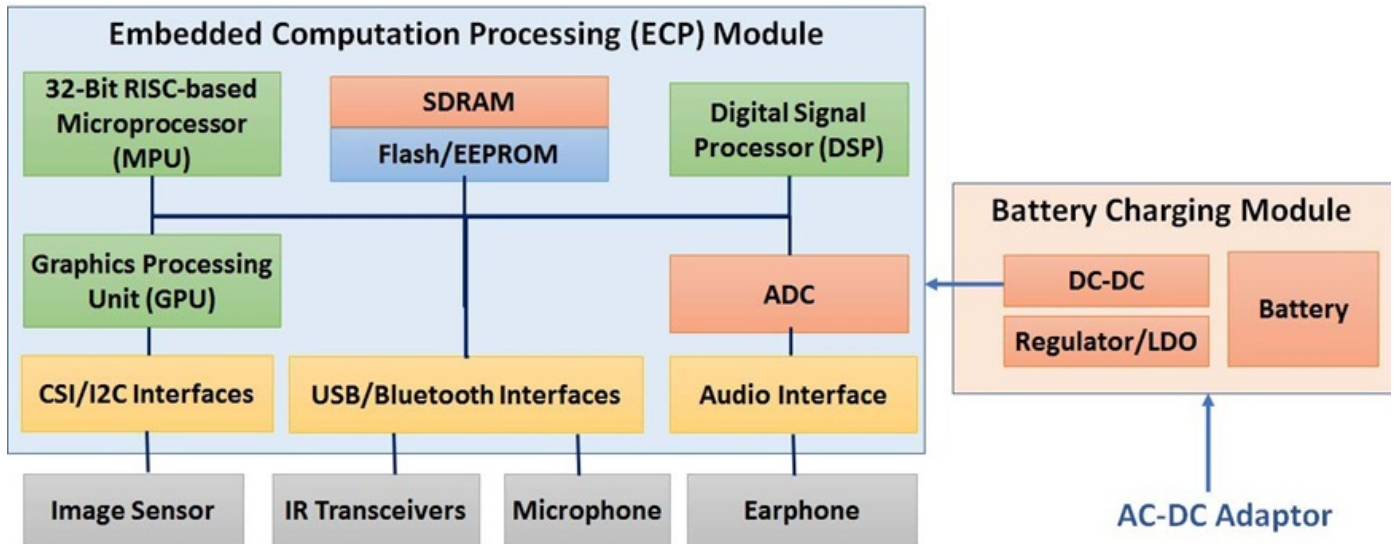 Embedded Computation Processing (ECP) Module
32-Bit RISC-based
Microprocessor
(MPU)
SDRAM
Flash/EEPROM
Digital Signal
Processor (DSP)
Graphics Processing
Unit (GPU)
ADC
CSI/I2C Interfaces
USB/Bluetooth Interfaces
Audio Interface
Image Sensor
IR Transceivers
Microphone
Earphone
Battery Charging Module
DC-DC
Regulator/LDO
Battery
AC-DC Adaptor